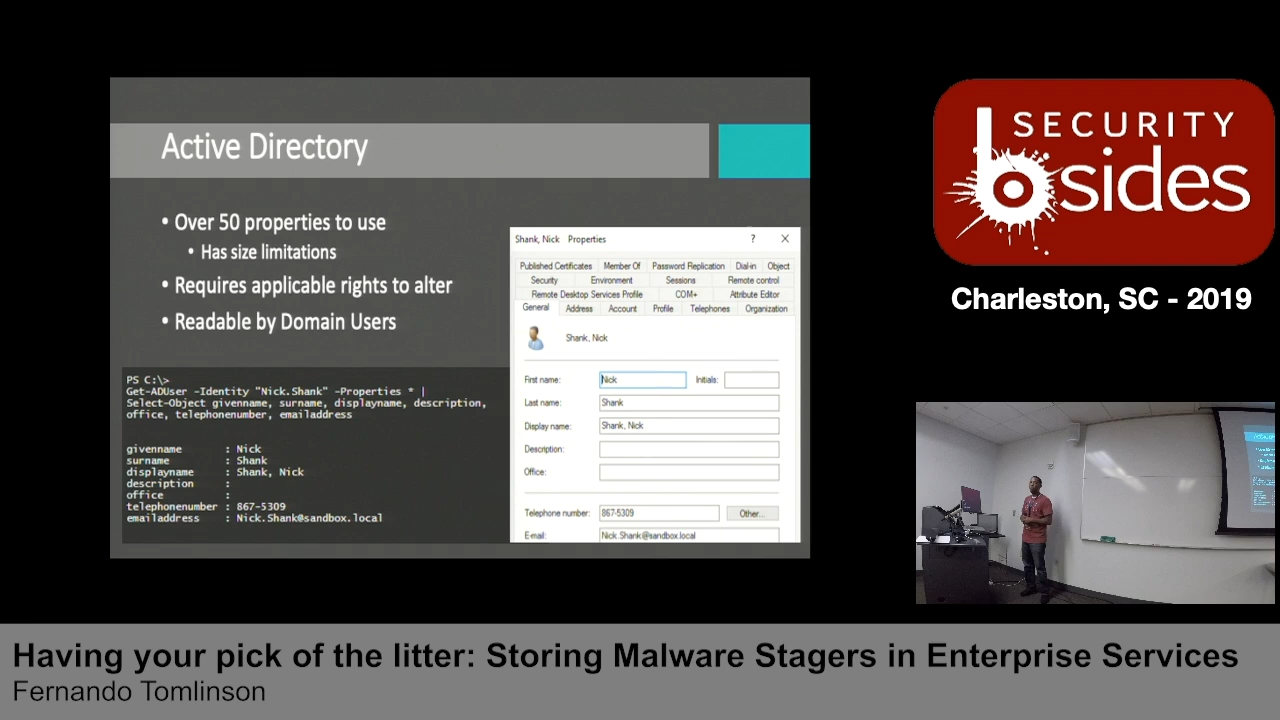 Active Directory
• Over 50 properties to use
• Has size limitations
• Requires applicable rights to alter
• Readable by Domain Users
PS C:\>
Get-ADUser -Identity "Nick.Shank" -Properties * |
Select-Object givenname, surname, displayname, description,
office, telephonenumber, emailaddress
givenname : Nick
surname : Shank
displayname : Shank, Nick
description :
office :
telephonenumber : 867-5309
emailaddress : Nick.Shank@sandbox.local
Shank, Nick Properties ? ×
Published Certificates Member Of Password Replication Dial-in Object
Security Environment Sessions Remote control
Remote Desktop Services Profile COM+ Attribute Editor
General Address Account Profile Telephones Organization
Shank, Nick
First name: Nick Initials:
Last name: Shank
Display name: Shank, Nick
Description:
Office:
Telephone number: 867-5309 Other...
E-mail: Nick.Shank@sandbox.local
SECURITY
bsides
Charleston, SC - 2019
Having your pick of the litter: Storing Malware Stagers in Enterprise Services
Fernando Tomlinson